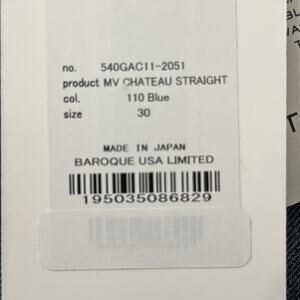 no. 540GAC11-2051
product MV CHATEAU STRAIGHT
col. 110 Blue
size 30
MADE IN JAPAN
BAROQUE USA LIMITED
195035086829